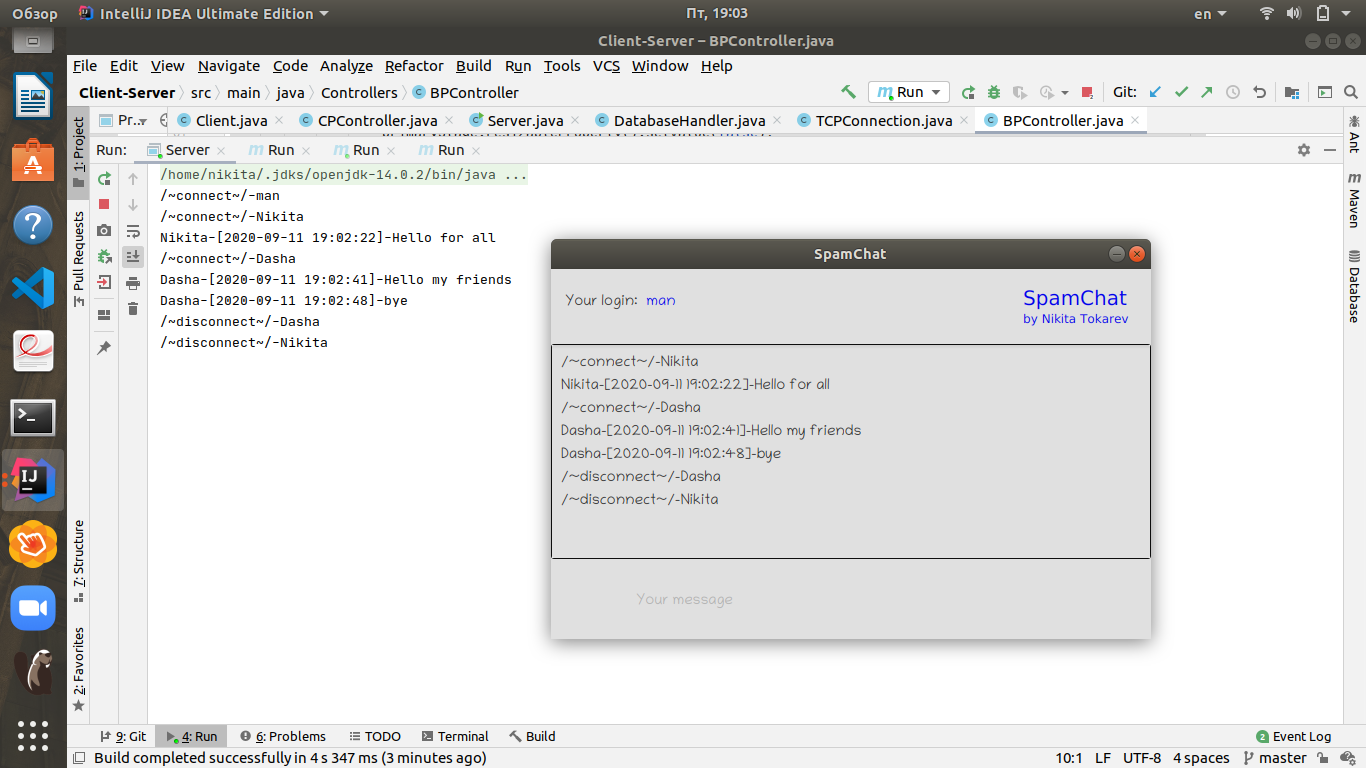 Обзор IntelliJ IDEA Ultimate Edition Пт, 19:03 en
Client-Server – BPController.java
File Edit View Navigate Code Analyze Refactor Build Run Tools VCS Window Help
Client-Server src main java Controllers BPController Run Git:
Pr... Client.java CPController.java Server.java DatabaseHandler.java TCPConnection.java BPController.java
Run: Server Run Run Run
1: Project
Pull Requests
7: Structure
2: Favorites
/home/nikita/.jdks/openjdk-14.0.2/bin/java ...
/~connect~/-man
/~connect~/-Nikita
Nikita-[2020-09-11 19:02:22]-Hello for all
/~connect~/-Dasha
Dasha-[2020-09-11 19:02:41]-Hello my friends
Dasha-[2020-09-11 19:02:48]-bye
/~disconnect~/-Dasha
/~disconnect~/-Nikita
SpamChat
Your login: man
SpamChat
by Nikita Tokarev
/~connect~/-Nikita
Nikita-[2020-09-11 19:02:22]-Hello for all
/~connect~/-Dasha
Dasha-[2020-09-11 19:02:41]-Hello my friends
Dasha-[2020-09-11 19:02:48]-bye
/~disconnect~/-Dasha
/~disconnect~/-Nikita
Your message
Ant
Maven
Database
9: Git 4: Run 6: Problems TODO Terminal Build 2 Event Log
Build completed successfully in 4 s 347 ms (3 minutes ago) 10:1 LF UTF-8 4 spaces master